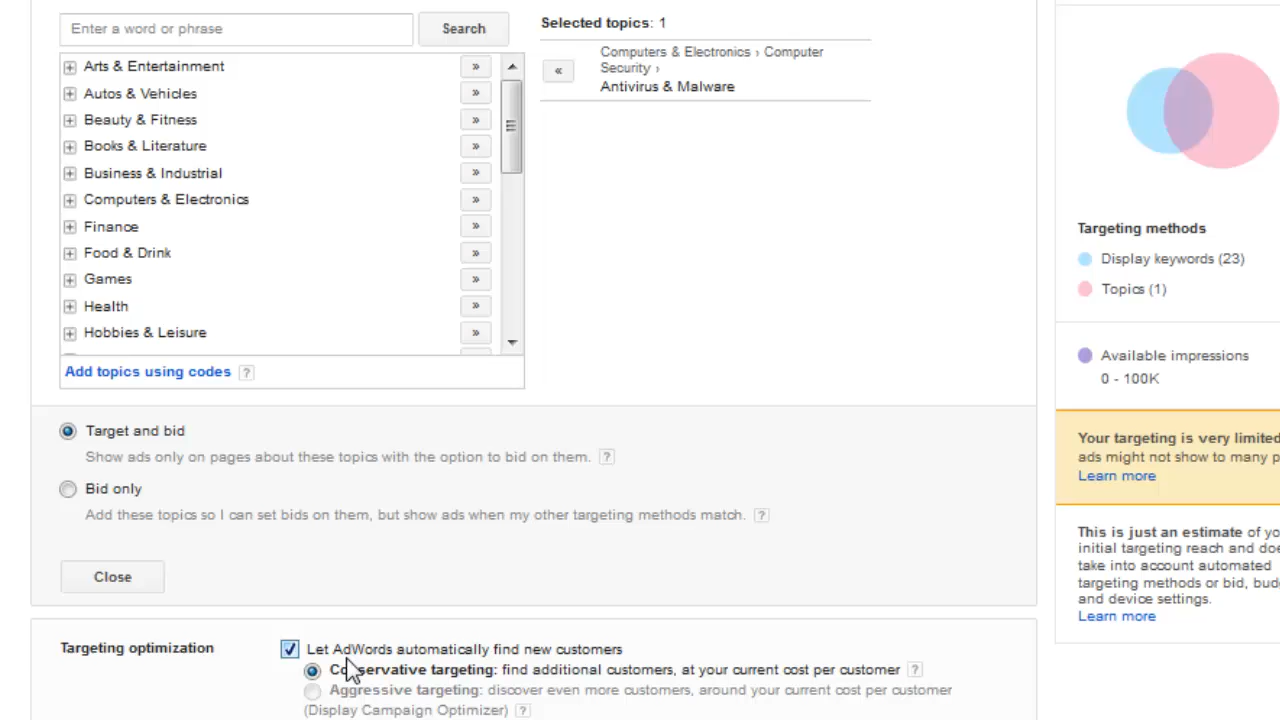 Enter a word or phrase
Search
Arts & Entertainment
Autos & Vehicles
Beauty & Fitness
Books & Literature
Business & Industrial
Computers & Electronics
Finance
Food & Drink
Games
Health
Hobbies & Leisure
Add topics using codes ?
Selected topics: 1
«
Computers & Electronics › Computer
Security ›
Antivirus & Malware
Target and bid
Show ads only on pages about these topics with the option to bid on them. ?
Bid only
Add these topics so I can set bids on them, but show ads when my other targeting methods match. ?
Close
Targeting optimization
Let AdWords automatically find new customers
Conservative targeting: find additional customers, at your current cost per customer ?
Aggressive targeting: discover even more customers, around your current cost per customer
(Display Campaign Optimizer) ?
Targeting methods
Display keywords (23)
Topics (1)
Available impressions
0 - 100K
Your targeting is very limited
ads might not show to many p
Learn more
This is just an estimate of yo
initial targeting reach and doe
take into account automated
targeting methods or bid, bud
and device settings.
Learn more